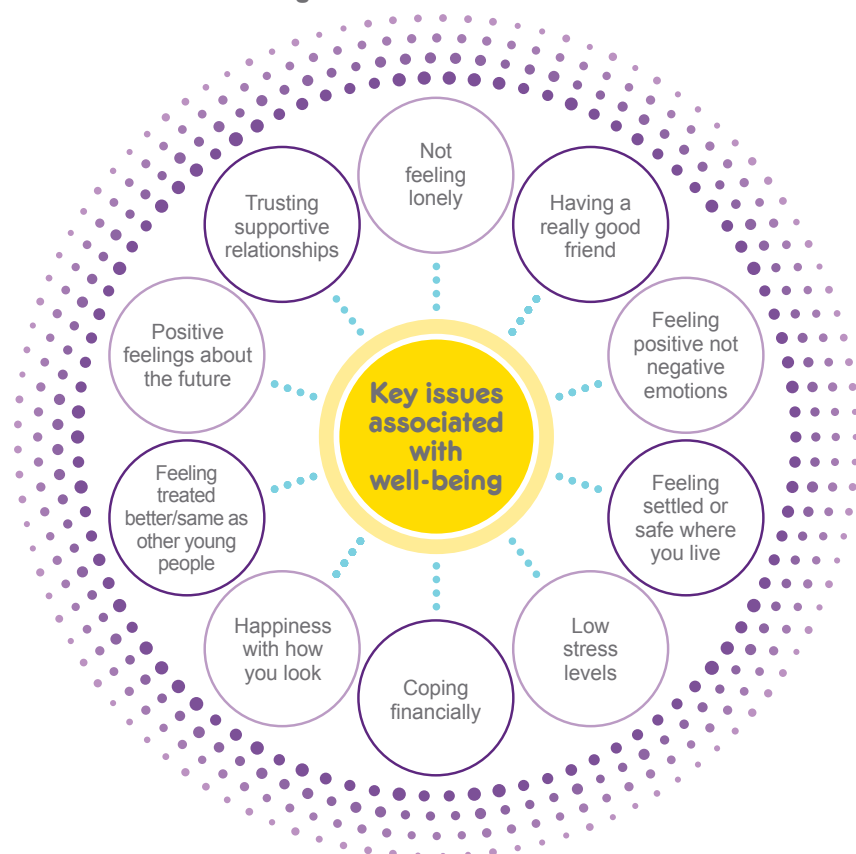 Not
feeling
lonely
Having a
really good
friend
Feeling
positive not
negative
emotions
Feeling
settled or
safe where
you live
Low
stress
levels
Coping
financially
Happiness
with how
you look
Feeling
treated
better/same as
other young
people
Positive
feelings about
the future
Trusting
supportive
relationships
Key issues
associated
with
well-being